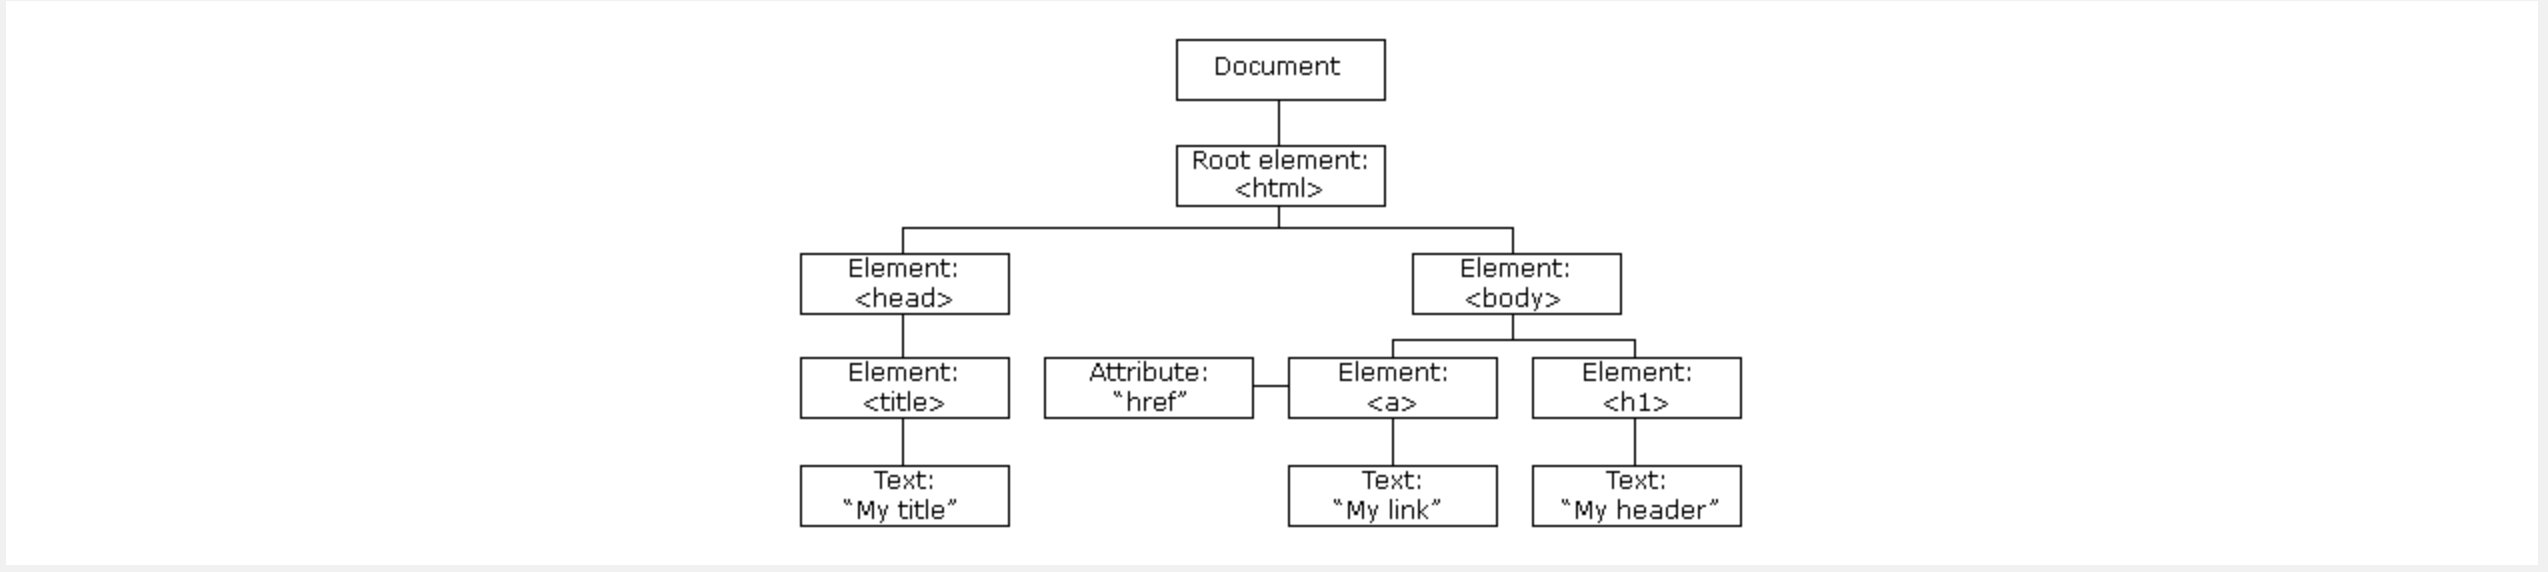 Document
Root element:
<html>
Element:
<head>
Element:
<body>
Element:
<title>
Attribute:
“href”
Element:
<a>
Element:
<h1>
Text:
“My title”
Text:
“My link”
Text:
“My header”